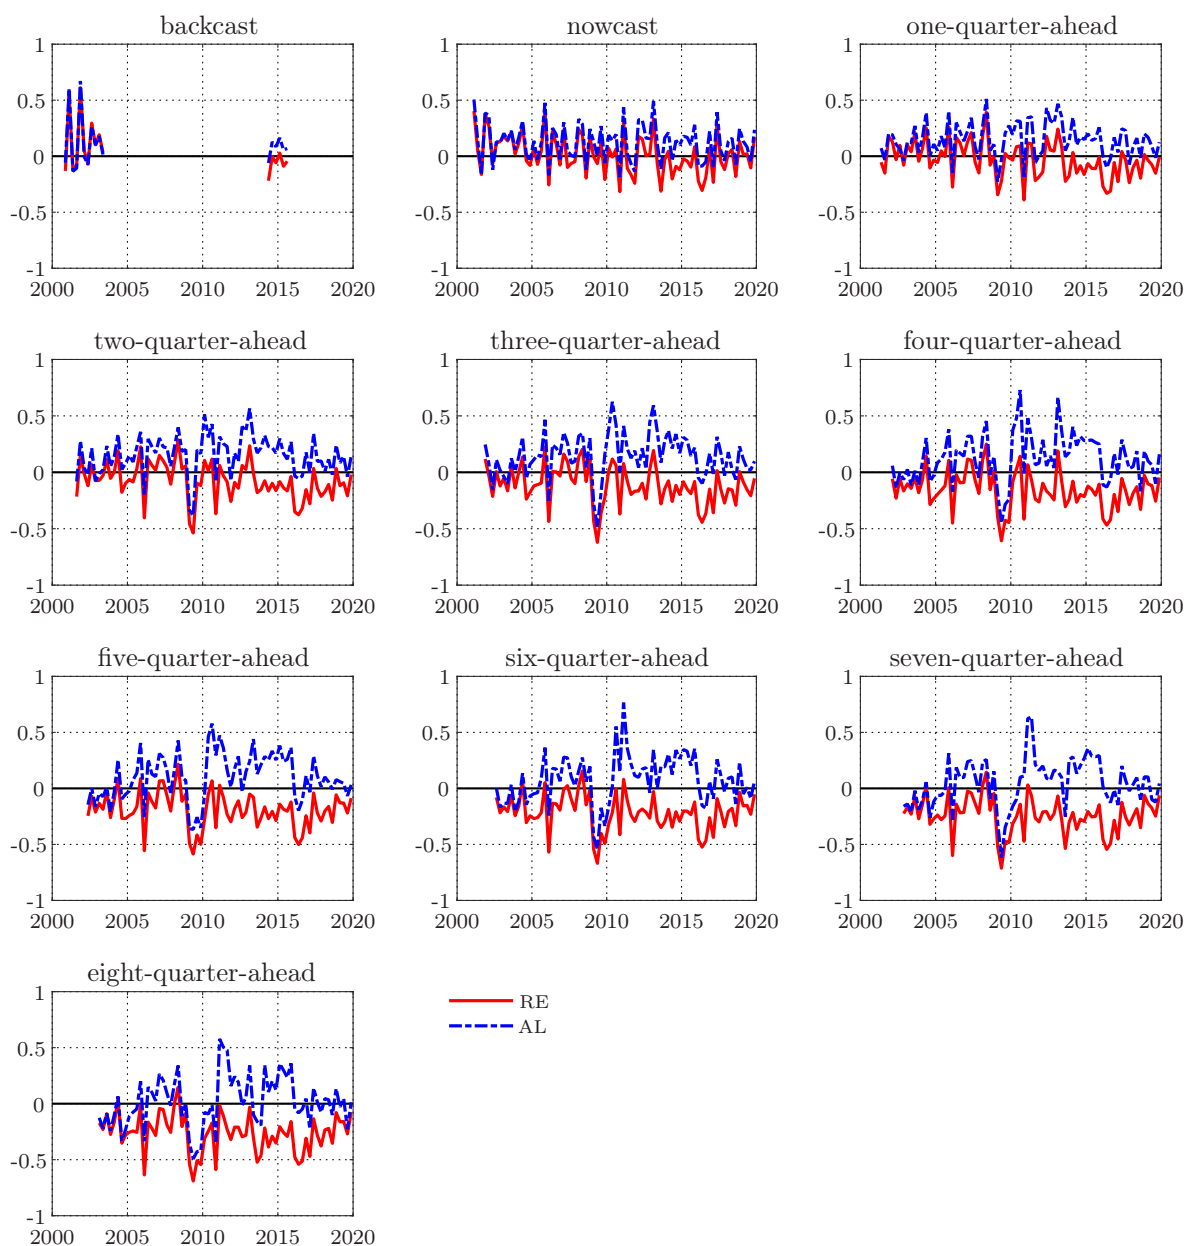 backcast
nowcast
one-quarter-ahead
1
0.5
0
-0.5
-1
2000 2005 2010 2015 2020
1
0.5
0
-0.5
-1
2000 2005 2010 2015 2020
1
0.5
0
-0.5
-1
2000 2005 2010 2015 2020
two-quarter-ahead
three-quarter-ahead
four-quarter-ahead
1
0.5
0
-0.5
-1
2000 2005 2010 2015 2020
1
0.5
0
-0.5
-1
2000 2005 2010 2015 2020
1
0.5
0
-0.5
-1
2000 2005 2010 2015 2020
five-quarter-ahead
six-quarter-ahead
seven-quarter-ahead
1
0.5
0
-0.5
-1
2000 2005 2010 2015 2020
1
0.5
0
-0.5
-1
2000 2005 2010 2015 2020
1
0.5
0
-0.5
-1
2000 2005 2010 2015 2020
eight-quarter-ahead
1
0.5
0
-0.5
-1
2000 2005 2010 2015 2020
RE
AL